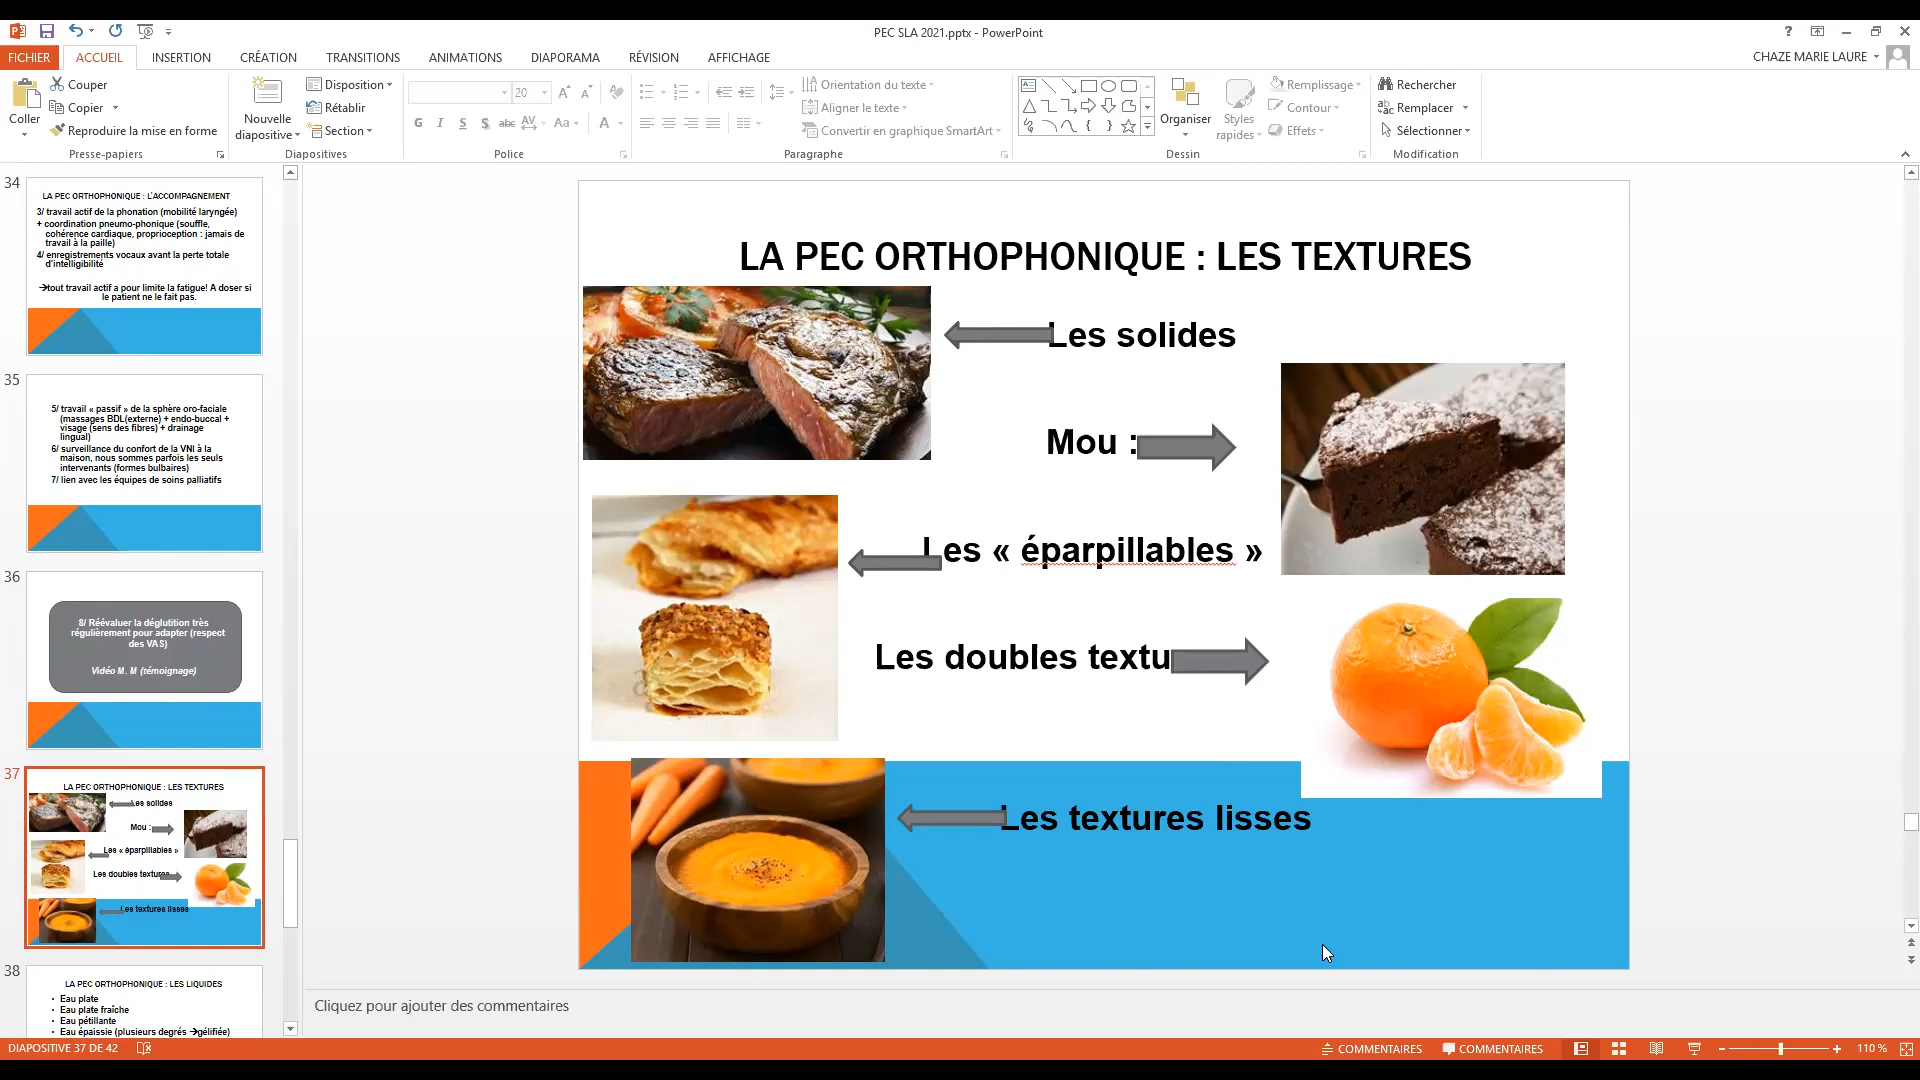 PEC SLA 2021.pptx - PowerPoint
FICHIER
ACCUEIL
INSERTION
CRÉATION
TRANSITIONS
ANIMATIONS
DIAPORAMA
RÉVISION
AFFICHAGE
CHAZE MARIE LAURE
Coller
Couper
Copier
Reproduire la mise en forme
Presse-papiers
Nouvelle
diapositive
Disposition
Rétablir
Section
Diapositives
20
G I S S abc AV Aa A
Police
Orientation du texte
Aligner le texte
Convertir en graphique SmartArt
Paragraphe
Organiser
Styles
rapides
Remplissage
Contour
Effets
Dessin
Rechercher
Remplacer
Sélectionner
Modification
34
LA PEC ORTHOPHONIQUE : L'ACCOMPAGNEMENT
3/ travail actif de la phonation (mobilité laryngée)
+ coordination pneumo-phonique (souffle,
cohérence cardiaque, proprioception : jamais de
travail à la paille)
4/ enregistrements vocaux avant la perte totale
d'intelligibilité
→tout travail actif a pour limite la fatigue! A doser si
le patient ne le fait pas.
35
5/ travail « passif » de la sphère oro-faciale
(massages BDL(externe) + endo-buccal +
visage (sens des fibres) + drainage
lingual)
6/ surveillance du confort de la VNI à la
maison, nous sommes parfois les seuls
intervenants (formes bulbaires)
7/ lien avec les équipes de soins palliatifs
36
8/ Réévaluer la déglutition très
régulièrement pour adapter (respect
des VAS)
Vidéo M. M (témoignage)
37
LA PEC ORTHOPHONIQUE : LES TEXTURES
Les solides
Mou :
Les « éparpillables »
Les doubles textures
Les textures lisses
38
LA PEC ORTHOPHONIQUE : LES LIQUIDES
• Eau plate
• Eau plate fraîche
• Eau pétillante
• Eau épaissie (plusieurs degrés →gélifiée)
LA PEC ORTHOPHONIQUE : LES TEXTURES
Les solides
Mou :
Les « éparpillables »
Les doubles textu
Les textures lisses
Cliquez pour ajouter des commentaires
DIAPOSITIVE 37 DE 42
COMMENTAIRES
COMMENTAIRES
110 %